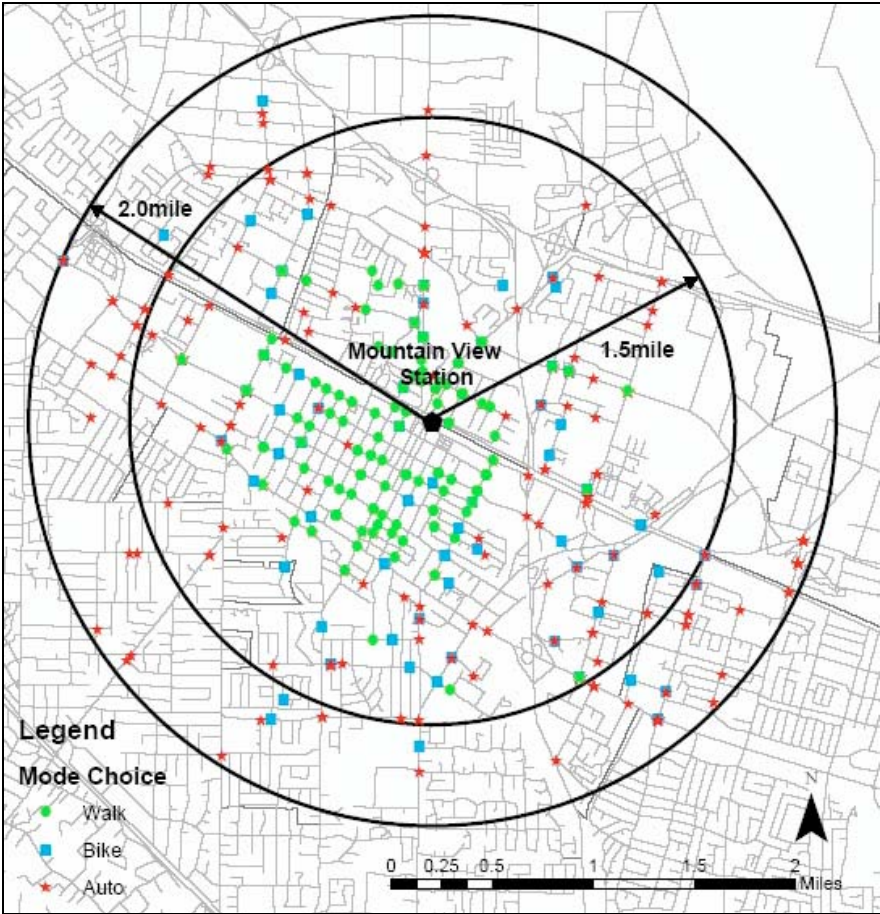 2.0mile
Mountain View
Station
1.5mile
Legend
Mode Choice
Walk
Bike
Auto
N
0 0.25 0.5 1 1.5 2
Miles